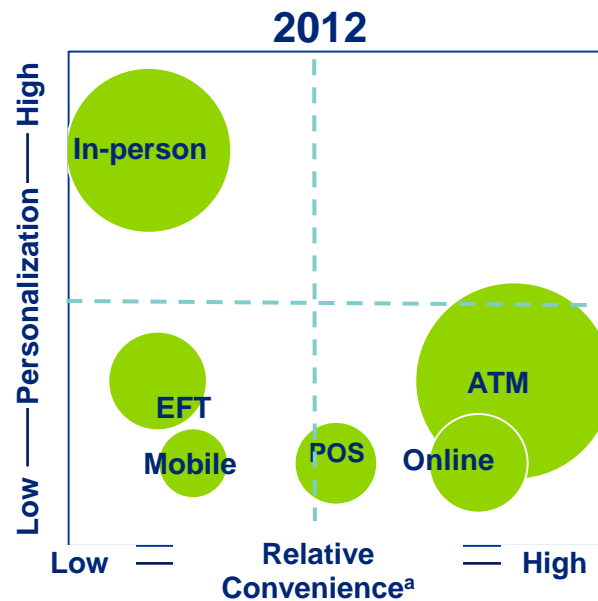 2012
High
Personalization
Low
In-person
EFT
ATM
Mobile
POS
Online
Low
Relative
Convenienceᵃ
High